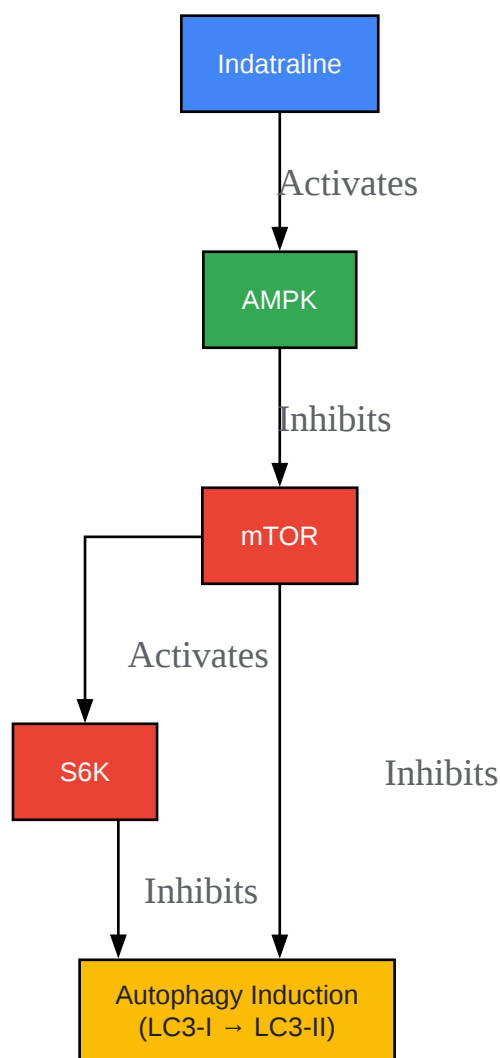 Indatraline
Activates
AMPK
Inhibits
mTOR
Activates
S6K
Inhibits
Inhibits
Autophagy Induction
(LC3-I → LC3-II)